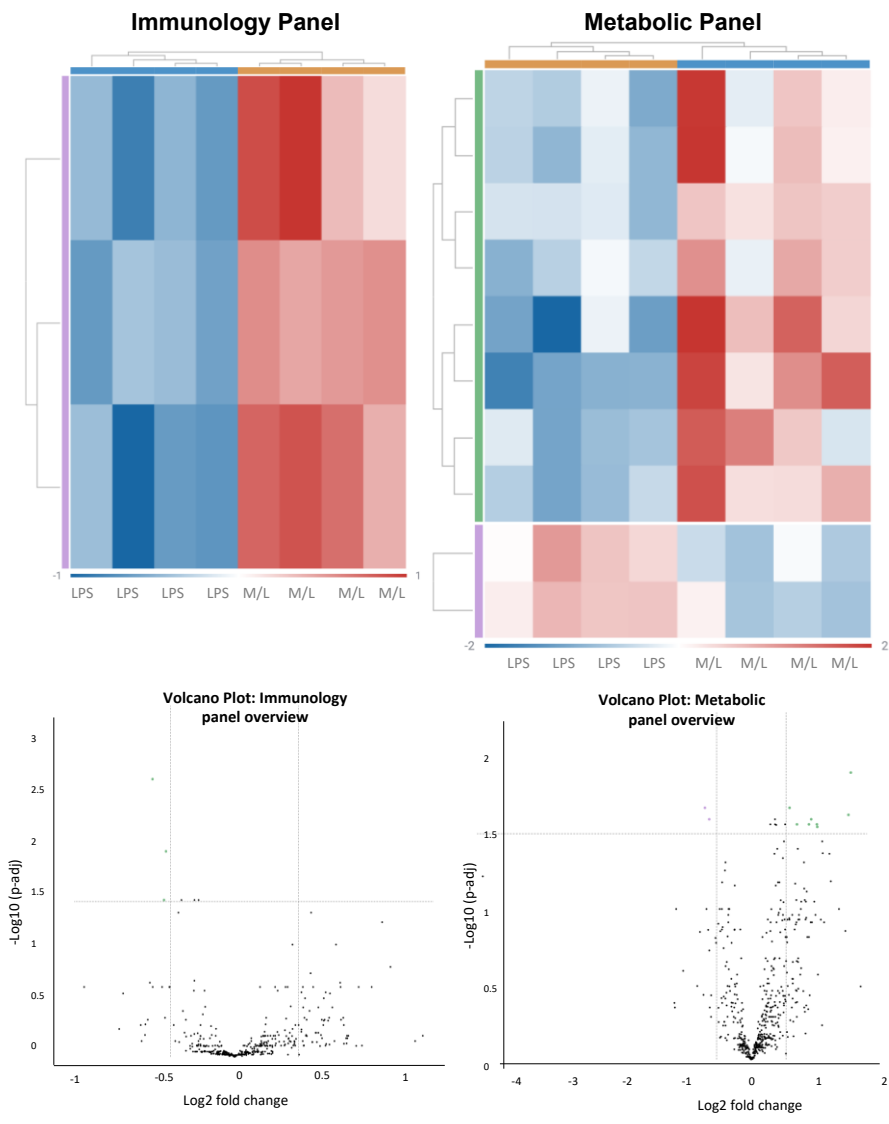 Immunology Panel
Metabolic Panel
-1
1
LPS LPS LPS LPS M/L M/L M/L M/L
-2
2
LPS LPS LPS LPS M/L M/L M/L M/L
Volcano Plot: Immunology
panel overview
3
2.5
2
1.5
1
0.5
0
-Log10 (p-adj)
-1 -0.5 0 0.5 1
Log2 fold change
Volcano Plot: Metabolic
panel overview
2
1.5
1
0.5
0
-Log10 (p-adj)
-4 -3 -2 -1 0 1 2
Log2 fold change